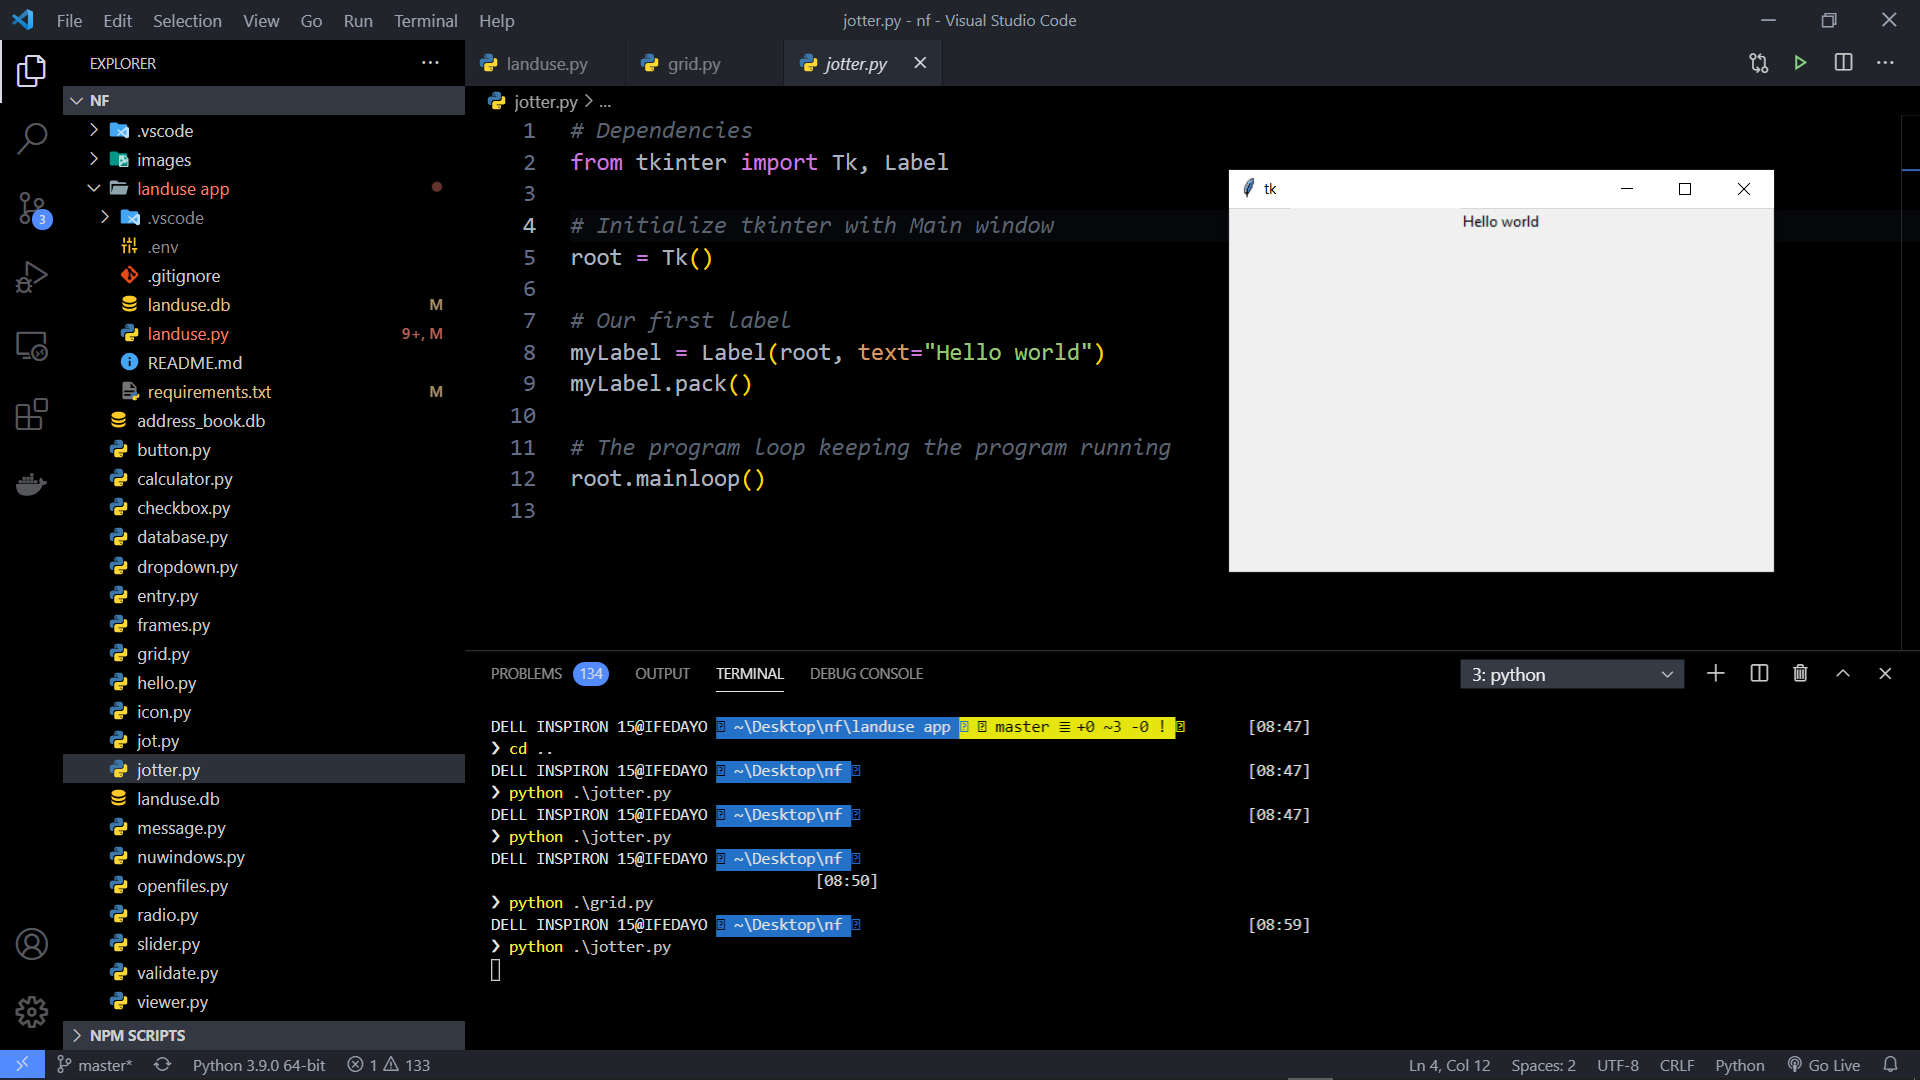 File Edit Selection View Go Run Terminal Help
jotter.py - nf - Visual Studio Code
EXPLORER
NF
.vscode
images
landuse app
.vscode
.env
.gitignore
landuse.db M
landuse.py 9+, M
README.md
requirements.txt M
address_book.db
button.py
calculator.py
checkbox.py
database.py
dropdown.py
entry.py
frames.py
grid.py
hello.py
icon.py
jot.py
jotter.py
landuse.db
message.py
nuwindows.py
openfiles.py
radio.py
slider.py
validate.py
viewer.py
NPM SCRIPTS
3
landuse.py grid.py jotter.py
jotter.py > ...
1 # Dependencies
2 from tkinter import Tk, Label
3
4 # Initialize tkinter with Main window
5 root = Tk()
6
7 # Our first label
8 myLabel = Label(root, text="Hello world")
9 myLabel.pack()
10
11 # The program loop keeping the program running
12 root.mainloop()
13
tk
Hello world
PROBLEMS 134 OUTPUT TERMINAL DEBUG CONSOLE 3: python
DELL INSPIRON 15@IFEDAYO ~\Desktop\nf\landuse app master ≣ +0 ~3 -0 ! [08:47]
❯ cd ..
DELL INSPIRON 15@IFEDAYO ~\Desktop\nf [08:47]
❯ python .\jotter.py
DELL INSPIRON 15@IFEDAYO ~\Desktop\nf [08:47]
❯ python .\jotter.py
DELL INSPIRON 15@IFEDAYO ~\Desktop\nf
[08:50]
❯ python .\grid.py
DELL INSPIRON 15@IFEDAYO ~\Desktop\nf [08:59]
❯ python .\jotter.py
master* Python 3.9.0 64-bit 1 133 Ln 4, Col 12 Spaces: 2 UTF-8 CRLF Python Go Live